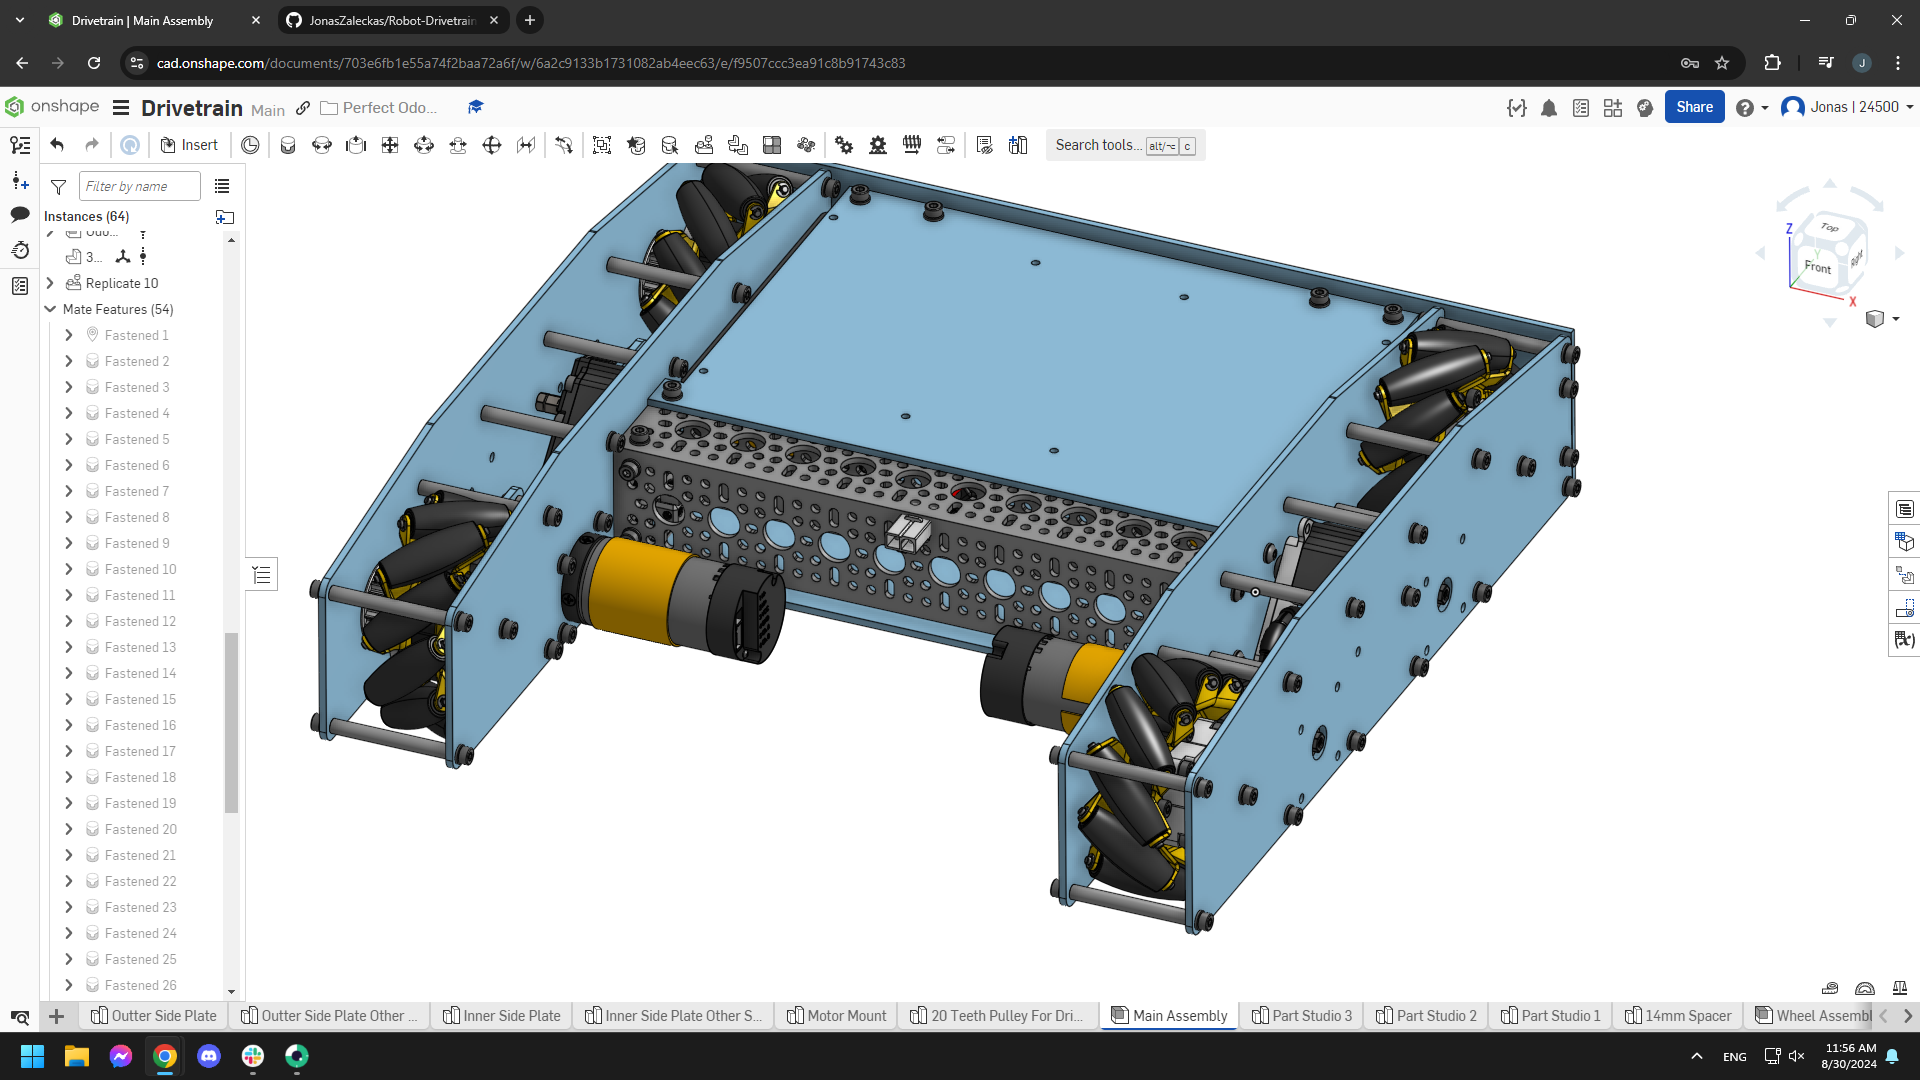 Drivetrain | Main Assembly
JonasZaleckas/Robot-Drivetrain
cad.onshape.com/documents/703e6fb1e55a74f2baa72a6f/w/6a2c9133b1731082ab4eec63/e/f9507ccc3ea91c8b91743c83
J
onshape
Drivetrain Main
Perfect Odo...
Share
Jonas | 24500
Insert
Search tools... alt/⌥ c
Filter by name
Instances (64)
3...
Replicate 10
Mate Features (54)
Fastened 1
Fastened 2
Fastened 3
Fastened 4
Fastened 5
Fastened 6
Fastened 7
Fastened 8
Fastened 9
Fastened 10
Fastened 11
Fastened 12
Fastened 13
Fastened 14
Fastened 15
Fastened 16
Fastened 17
Fastened 18
Fastened 19
Fastened 20
Fastened 21
Fastened 22
Fastened 23
Fastened 24
Fastened 25
Fastened 26
Z
Top
Y
Front
Right
X
Outter Side Plate
Outter Side Plate Other ...
Inner Side Plate
Inner Side Plate Other S...
Motor Mount
20 Teeth Pulley For Dri...
Main Assembly
Part Studio 3
Part Studio 2
Part Studio 1
14mm Spacer
Wheel Assembl
ENG
11:56 AM
8/30/2024